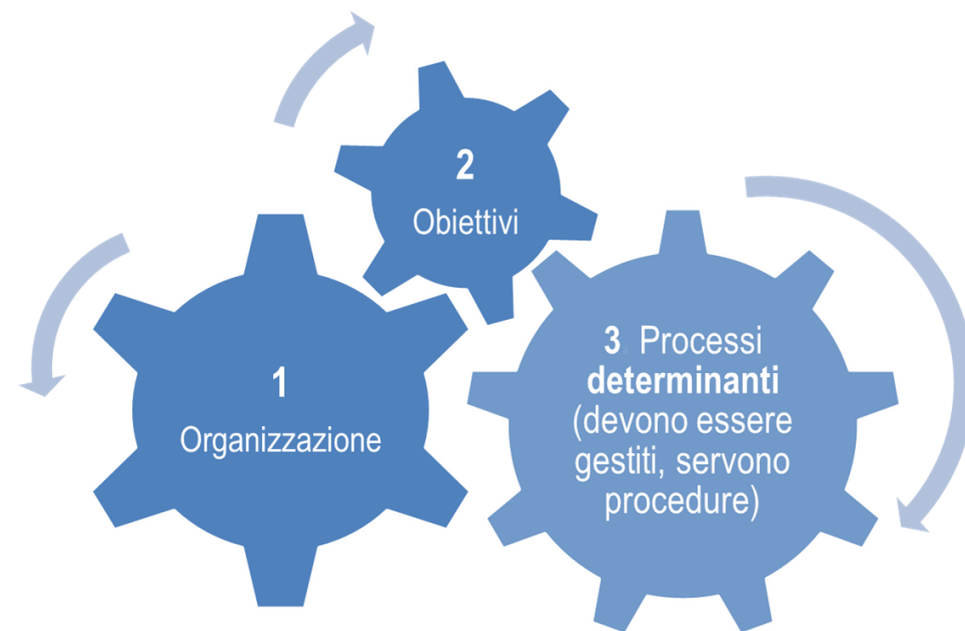 2
Obiettivi
1
Organizzazione
3. Processi
determinanti
(devono essere
gestiti, servono
procedure)